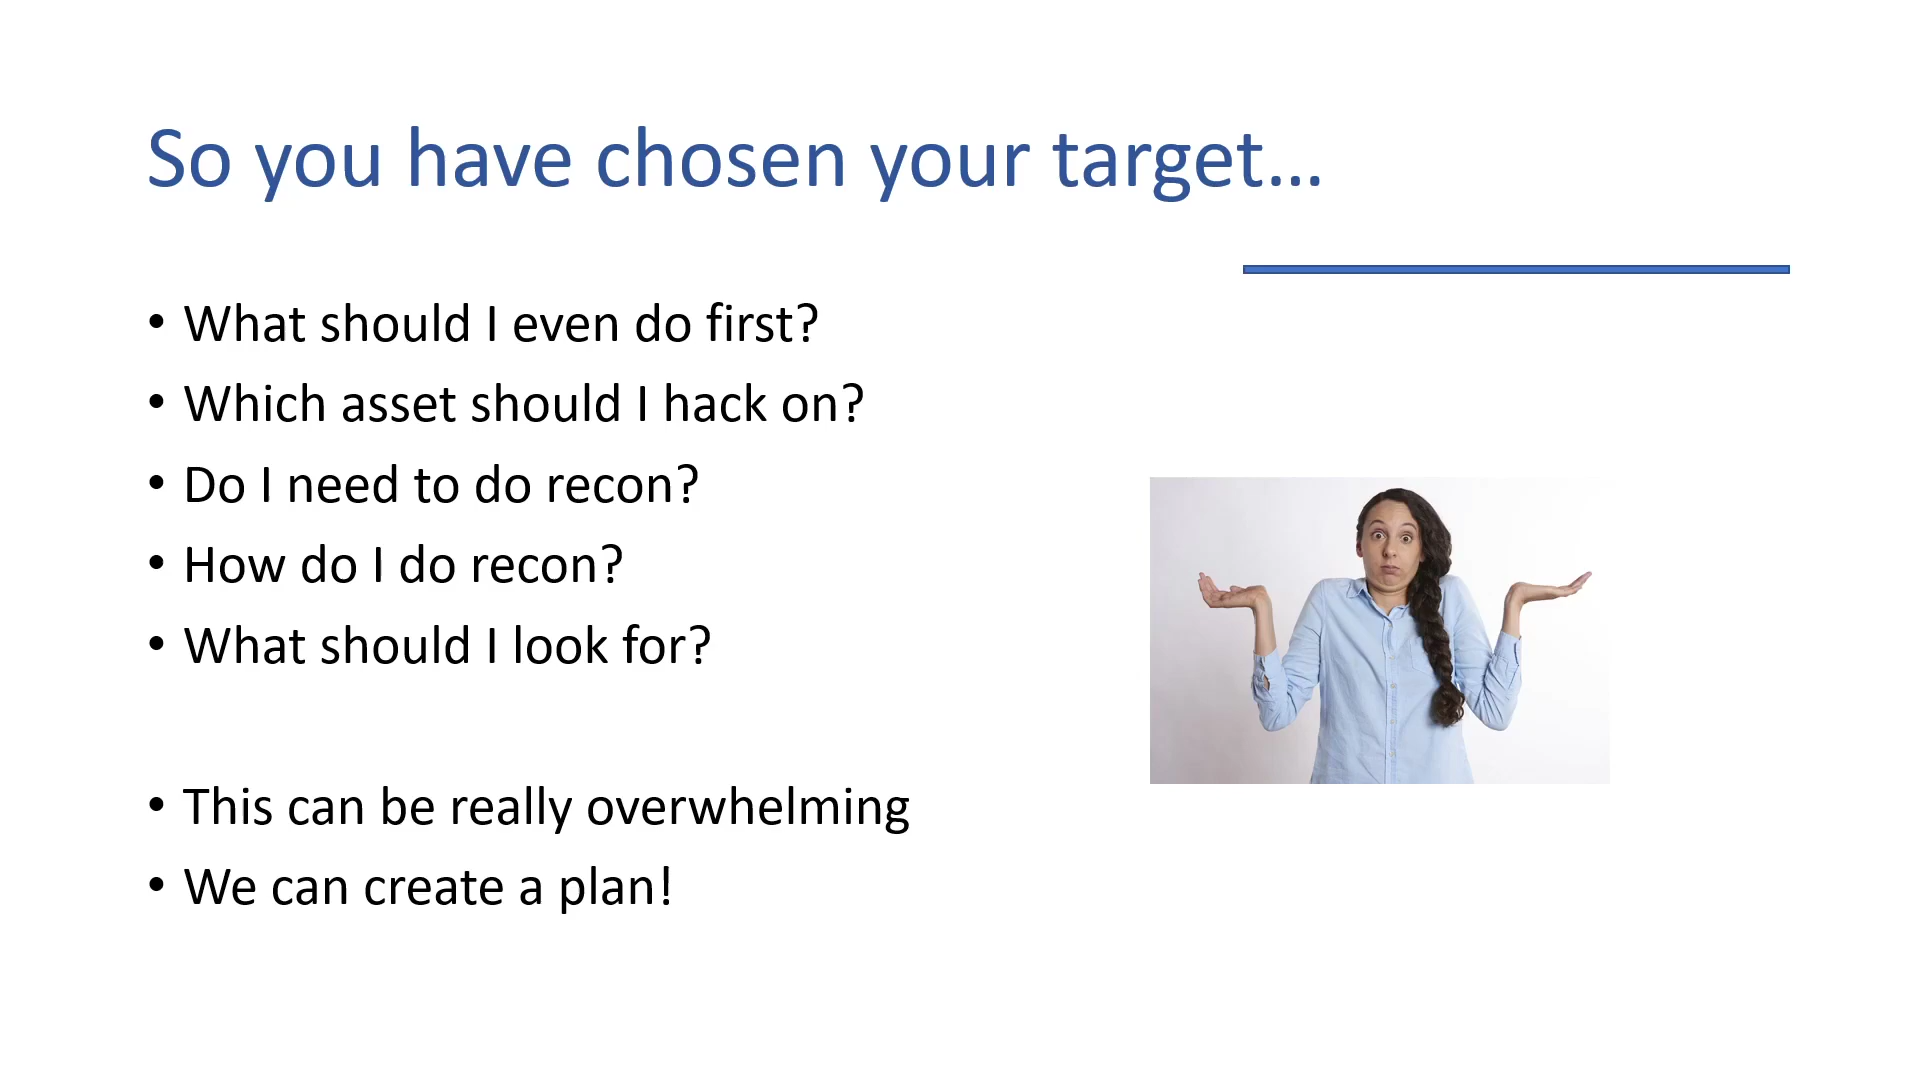 So you have chosen your target…
• What should I even do first?
• Which asset should I hack on?
• Do I need to do recon?
• How do I do recon?
• What should I look for?
• This can be really overwhelming
• We can create a plan!